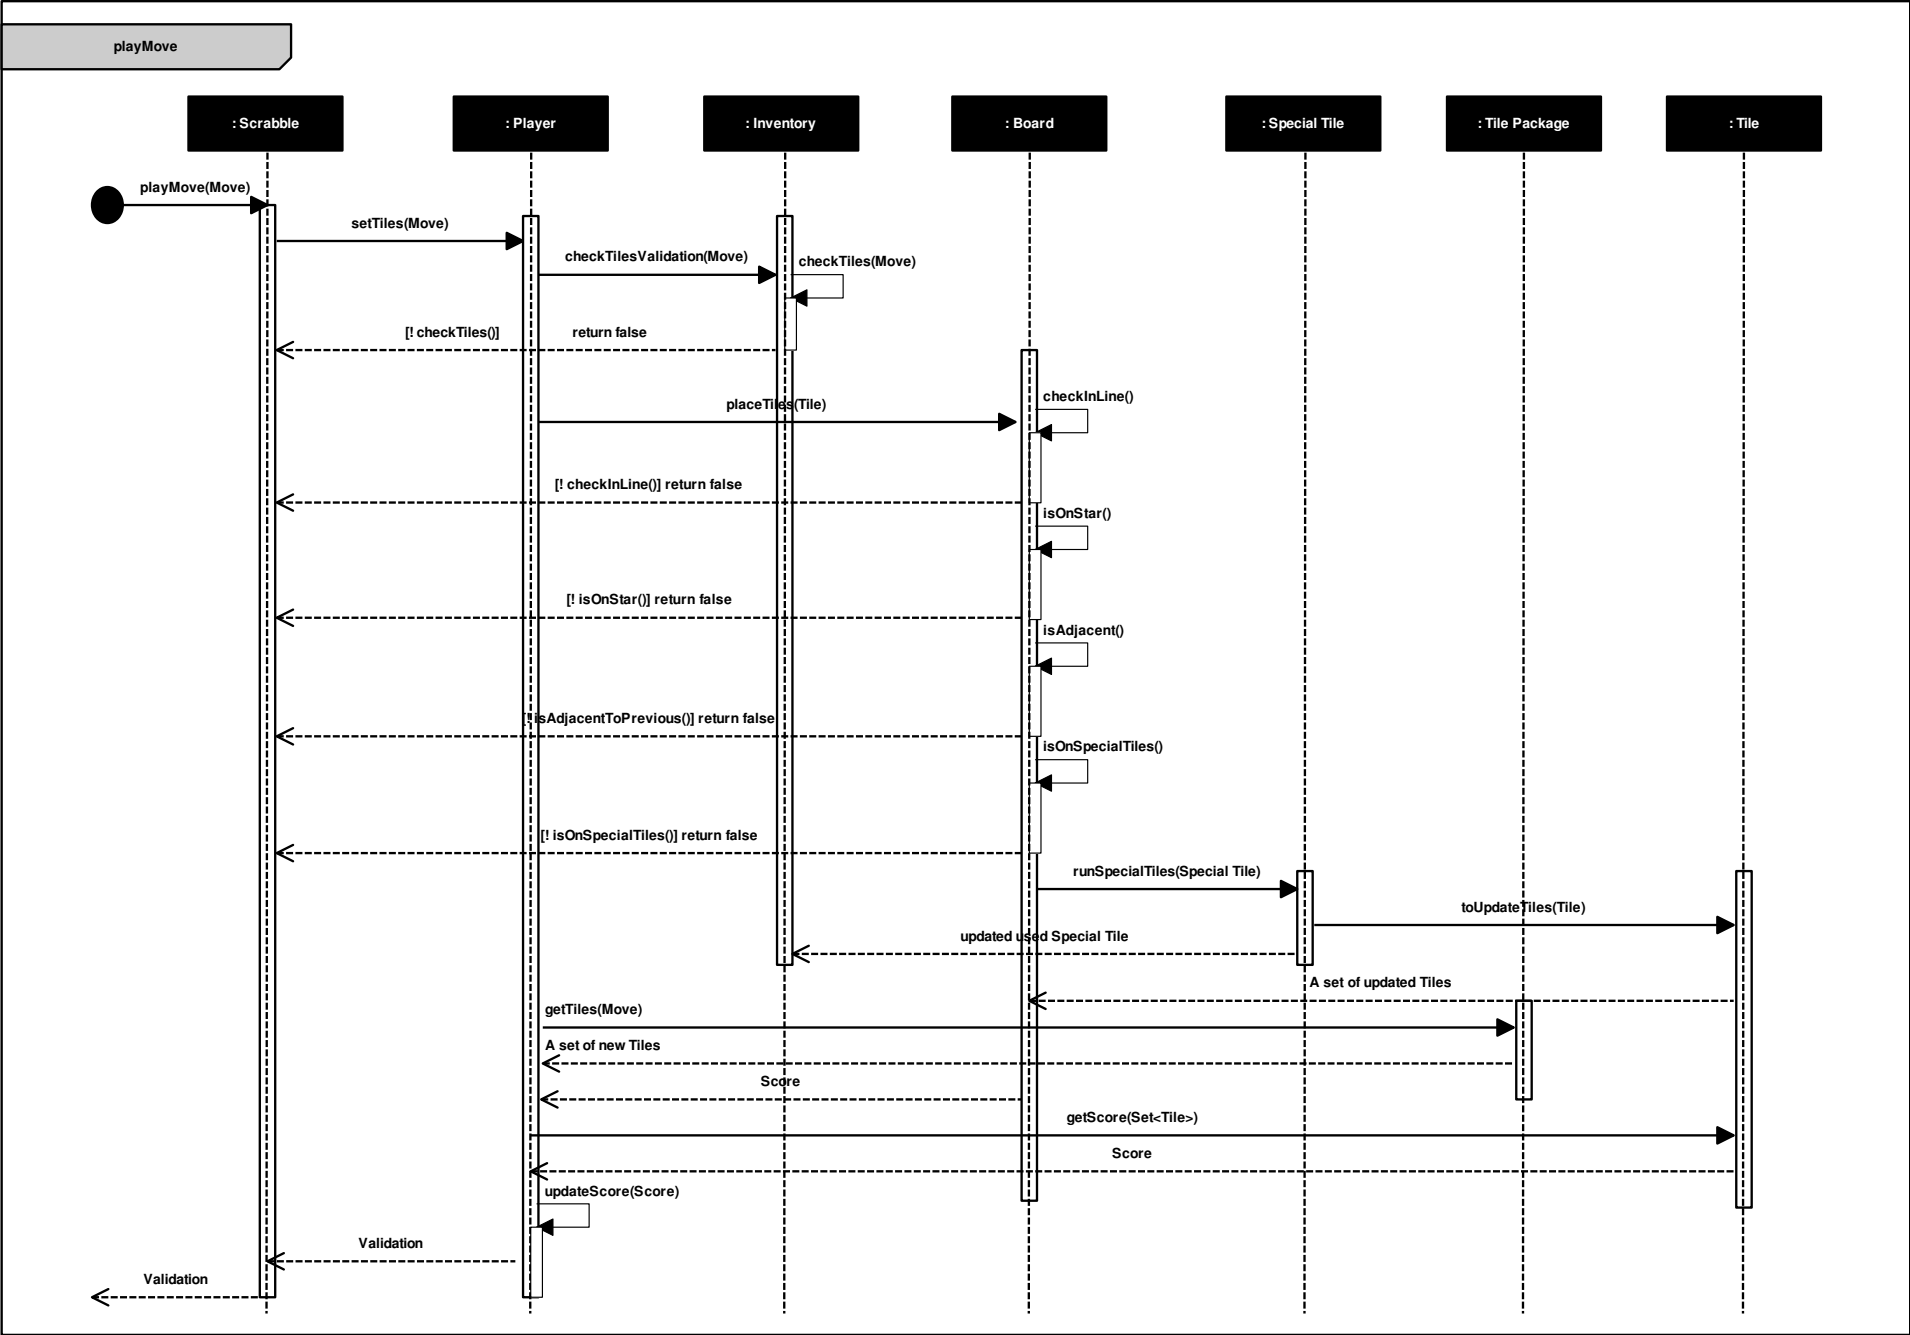 playMove
: Scrabble
: Player
: Inventory
: Board
: Special Tile
: Tile Package
: Tile
playMove(Move)
setTiles(Move)
checkTilesValidation(Move)
checkTiles(Move)
[! checkTiles()]
return false
checkInLine()
placeTiles(Tile)
[! checkInLine()] return false
isOnStar()
[! isOnStar()] return false
isAdjacent()
[! isAdjacentToPrevious()] return false
isOnSpecialTiles()
[! isOnSpecialTiles()] return false
runSpecialTiles(Special Tile)
toUpdateTiles(Tile)
updated used Special Tile
A set of updated Tiles
getTiles(Move)
A set of new Tiles
Score
getScore(Set<Tile>)
Score
updateScore(Score)
Validation
Validation